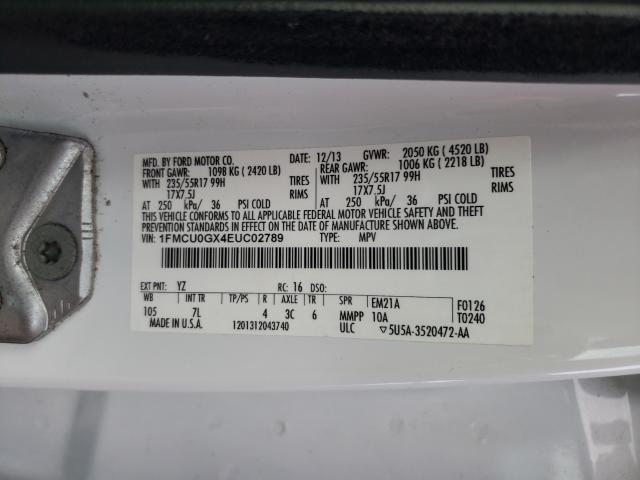 MFD. BY FORD MOTOR CO. DATE: 12/13 GVWR: 2050 KG ( 4520 LB)
FRONT GAWR: 1098 KG ( 2420 LB) REAR GAWR: 1006 KG ( 2218 LB)
WITH 235/55R17 99H TIRES WITH 235/55R17 99H TIRES
17X7.5J RIMS 17X7.5J RIMS
AT 250 kPa/ 36 PSI COLD AT 250 kPa/ 36 PSI COLD
THIS VEHICLE CONFORMS TO ALL APPLICABLE FEDERAL MOTOR VEHICLE SAFETY AND THEFT
PREVENTION STANDARDS IN EFFECT ON THE DATE OF MANUFACTURE SHOWN ABOVE.
VIN: 1FMCU0GX4EUC02789 TYPE: MPV
EXT PNT: YZ RC: 16 DSO:
WB INT TR TP/PS R AXLE TR SPR EM21A F0126
105 7L 4 3C 6 MMPP 10A T0240
MADE IN U.S.A. 1201312043740 ULC ▽5U5A-3520472-AA